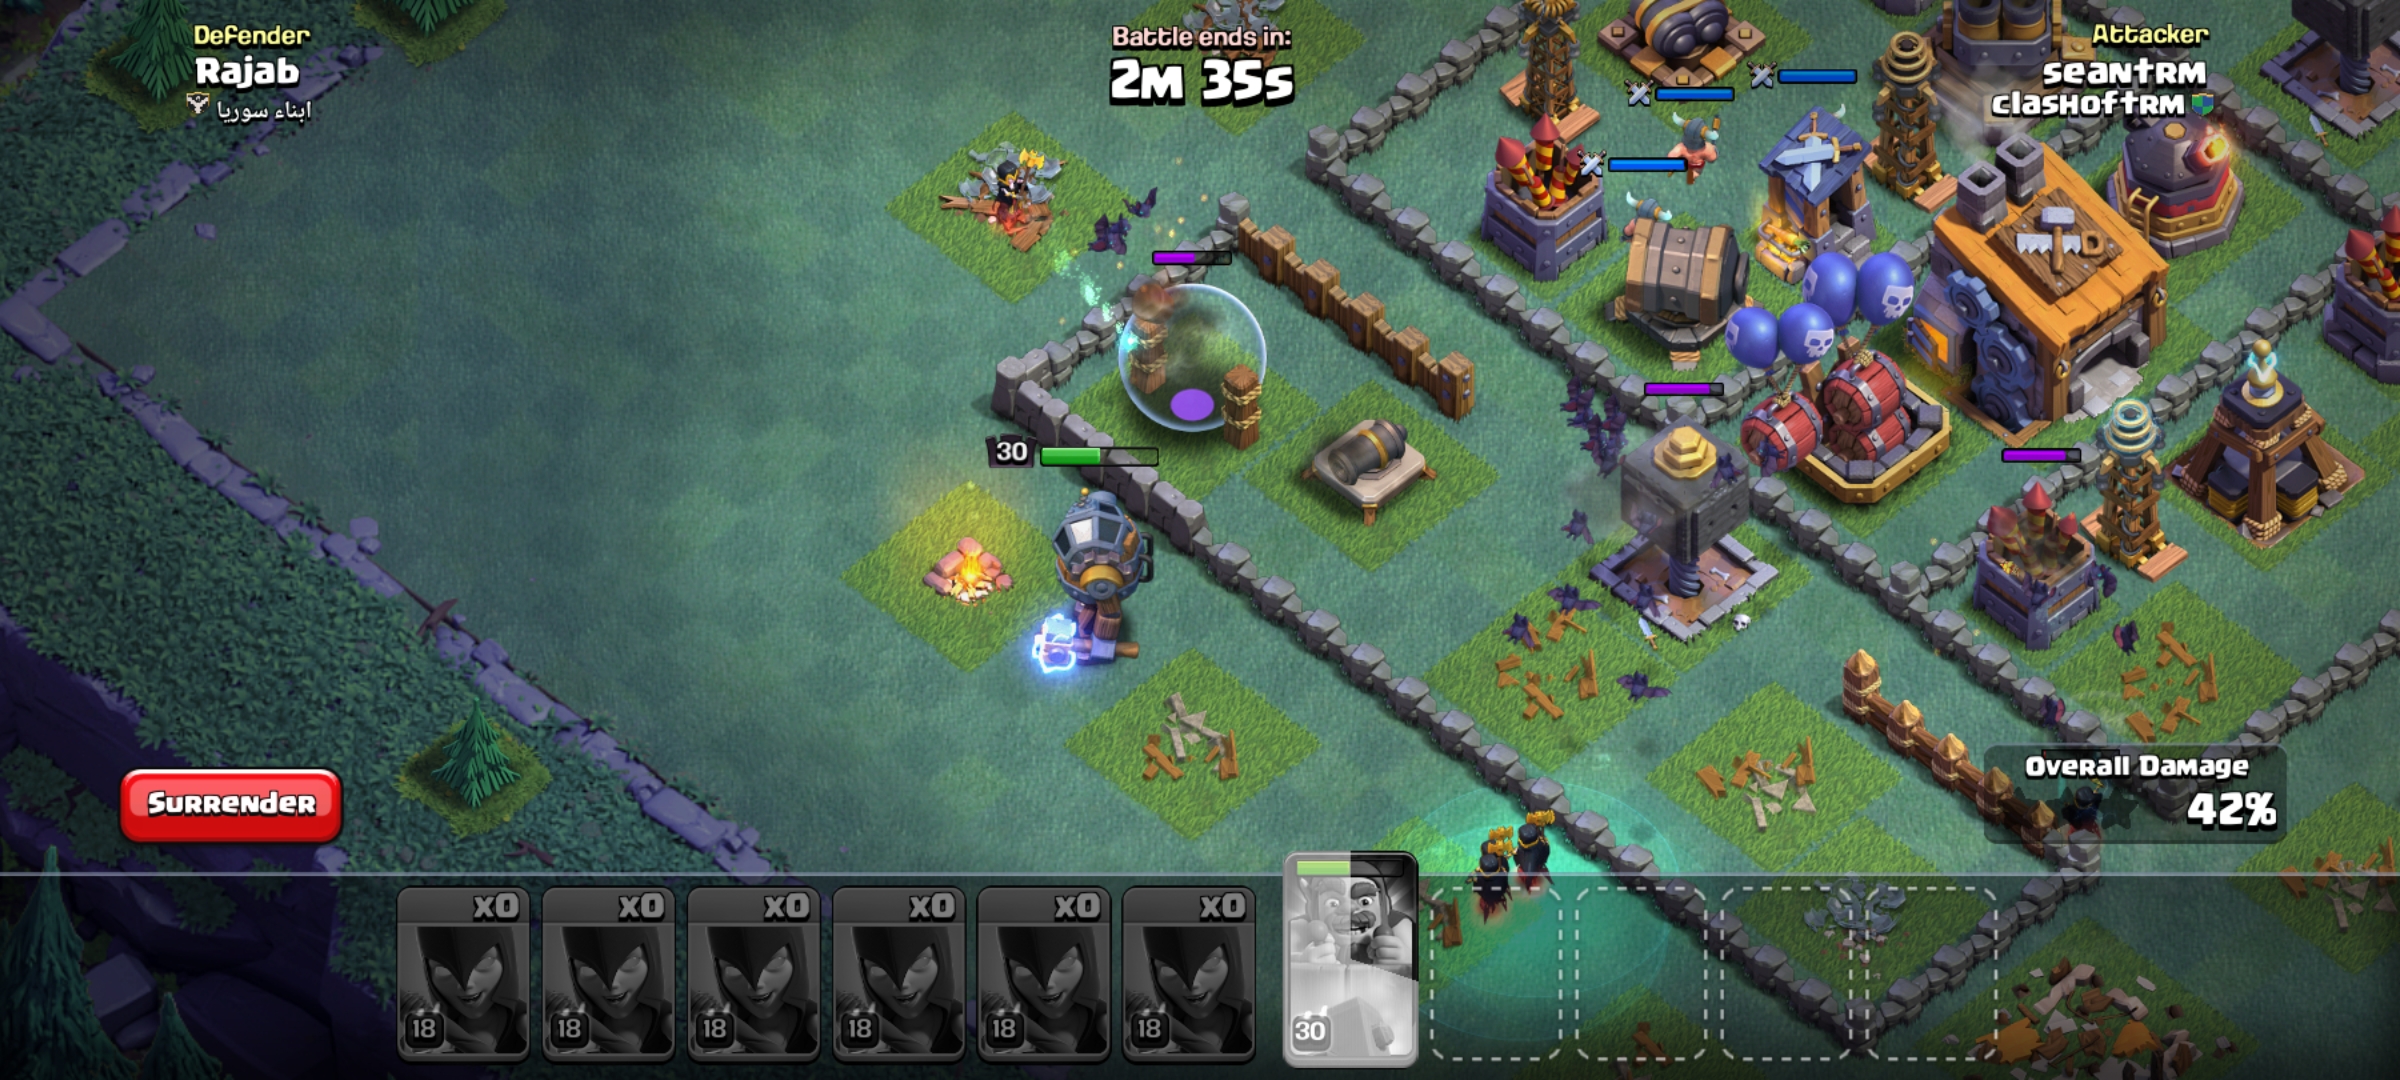 Defender
Rajab
ابناء سوريا
Battle ends in:
2M 35s
Attacker
seantRM
clashoftRM
30
Surrender
Overall Damage
42%
x0
x0
x0
x0
x0
x0
18
18
18
18
18
18
30